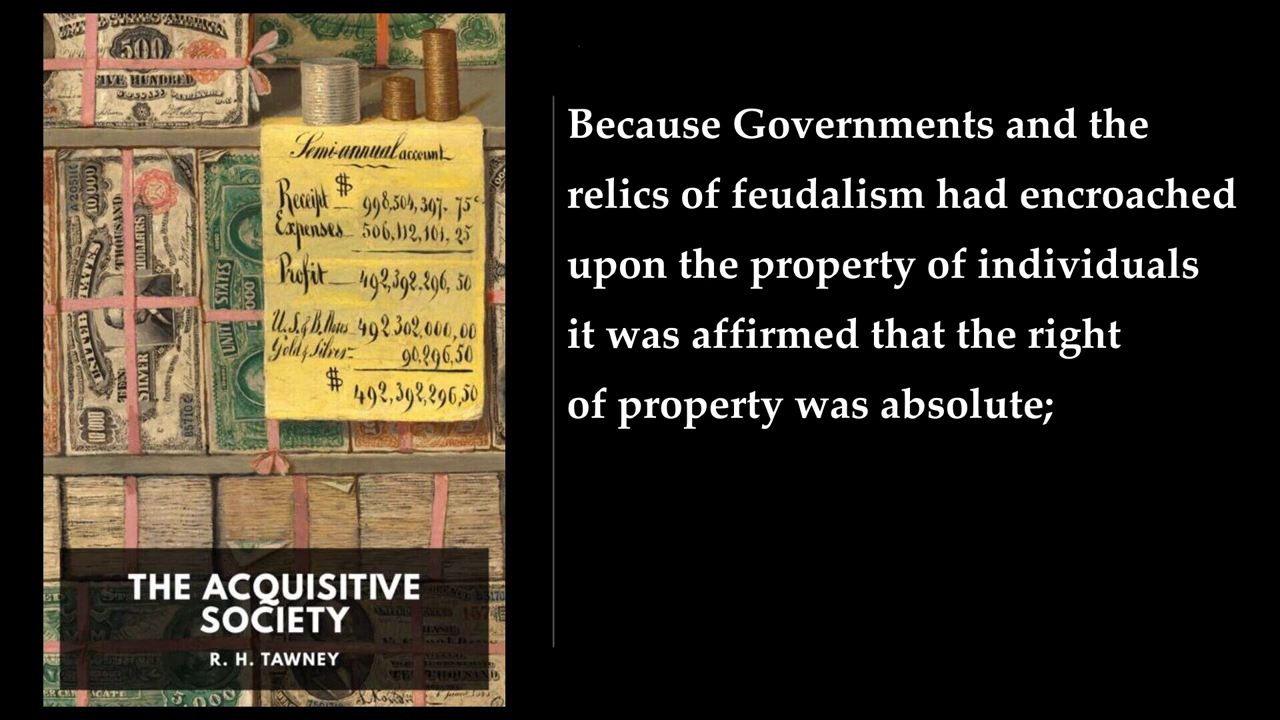 500
FIVE HUNDRED
Semi-annual account
Receipt $ 998,504,397. 75c
Expenses 506,112,101, 25
Profit 492,392,296, 50
U.S. & B. Notes 492302,000,00
Gold & Silver 90,296,50
$ 492,392,296,50
THE ACQUISITIVE
SOCIETY
R. H. TAWNEY
Because Governments and the
relics of feudalism had encroached
upon the property of individuals
it was affirmed that the right
of property was absolute;